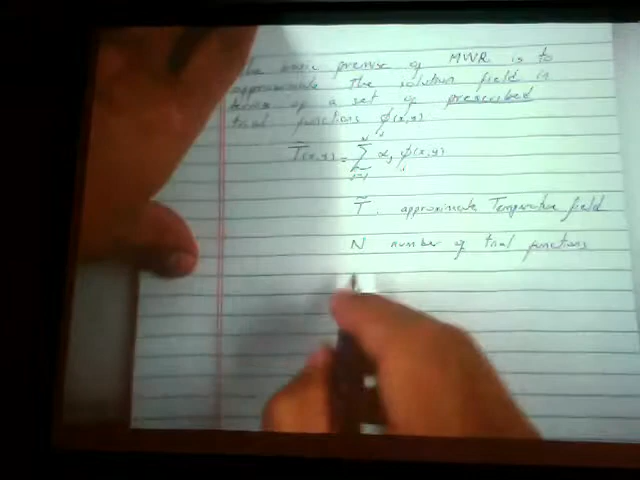 The basic premise of MWR is to
approximate the solution field in
terms of a set of prescribed
trial functions φ(x,y)
T̃(x,y) = N ∑ i=1 αᵢ φᵢ(x,y)
T̃ . approximate Temperature field
N number of trial functions